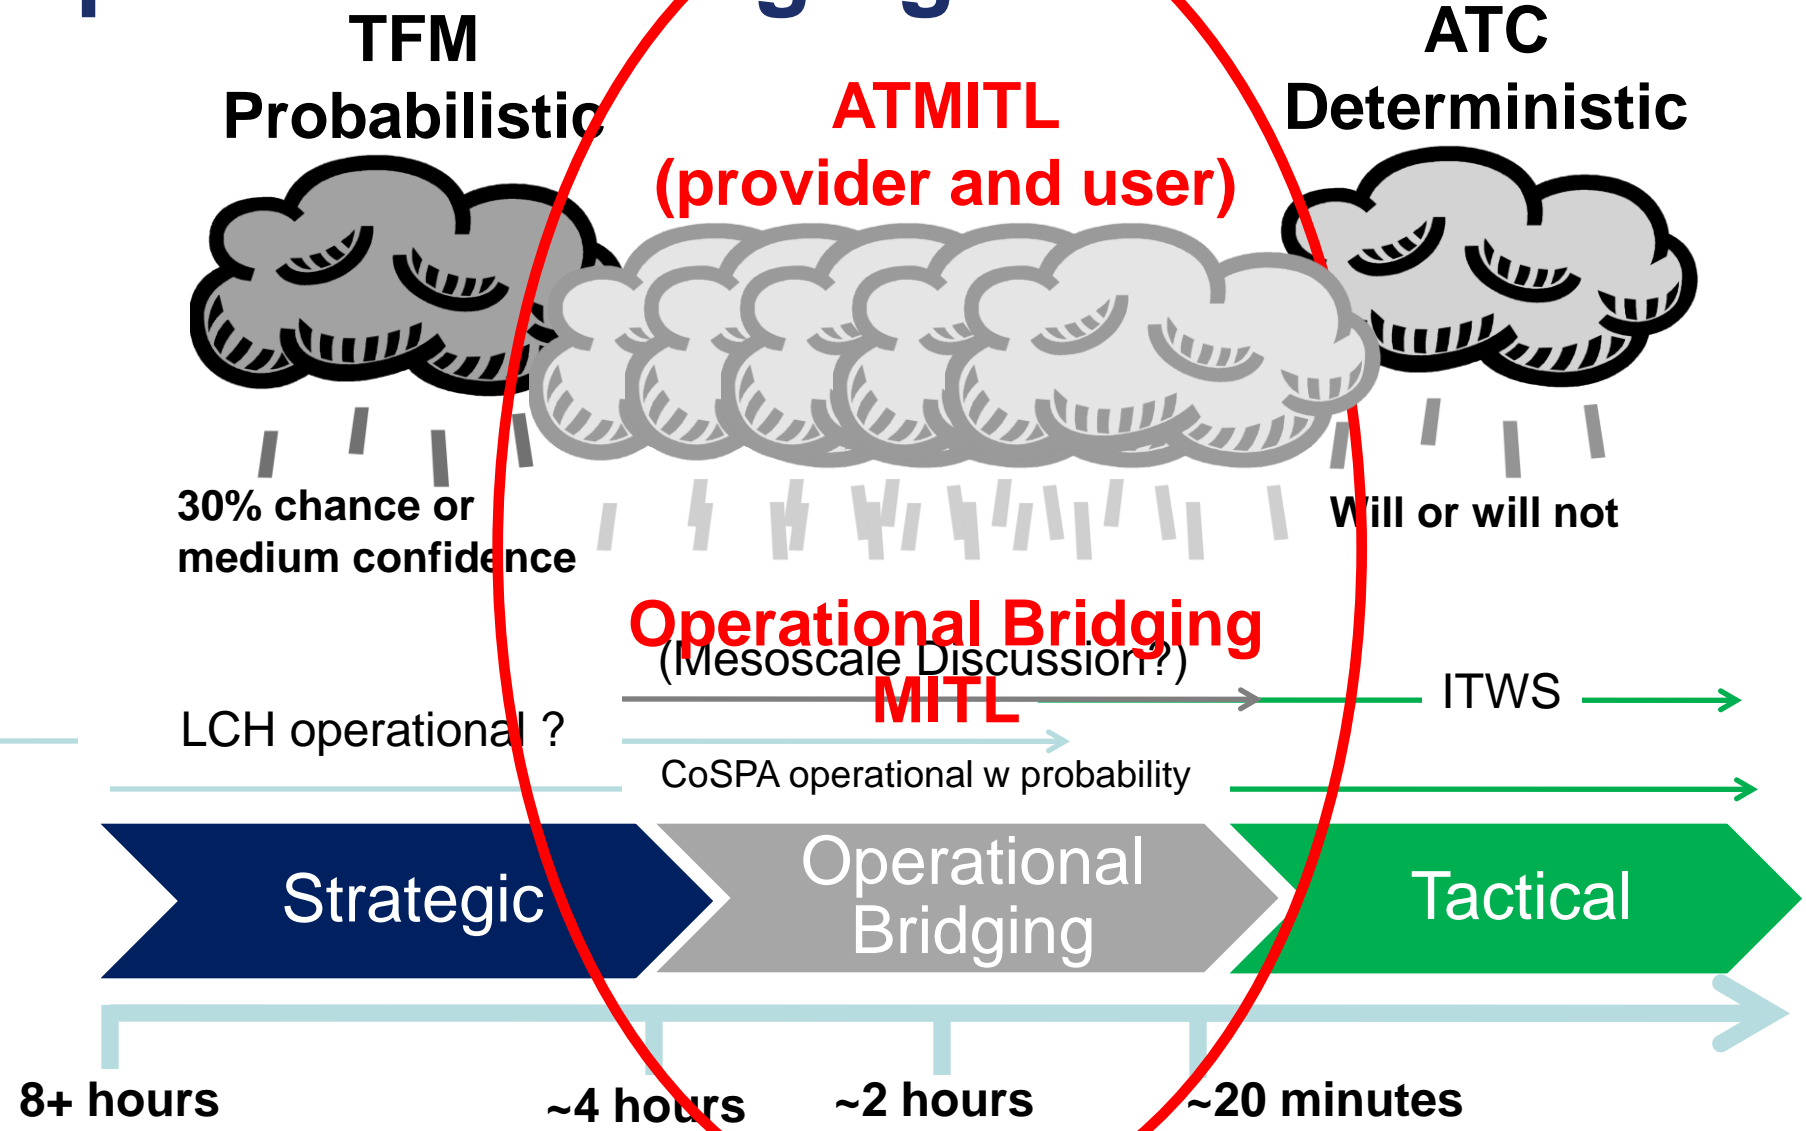 TFM
Probabilistic
ATMITL
(provider and user)
ATC
Deterministic
30% chance or
medium confidence
Will or will not
Operational Bridging
MITL
(Mesoscale Discussion?)
ITWS
LCH operational ?
CoSPA operational w probability
Strategic
Operational
Bridging
Tactical
8+ hours
~4 hours
~2 hours
~20 minutes